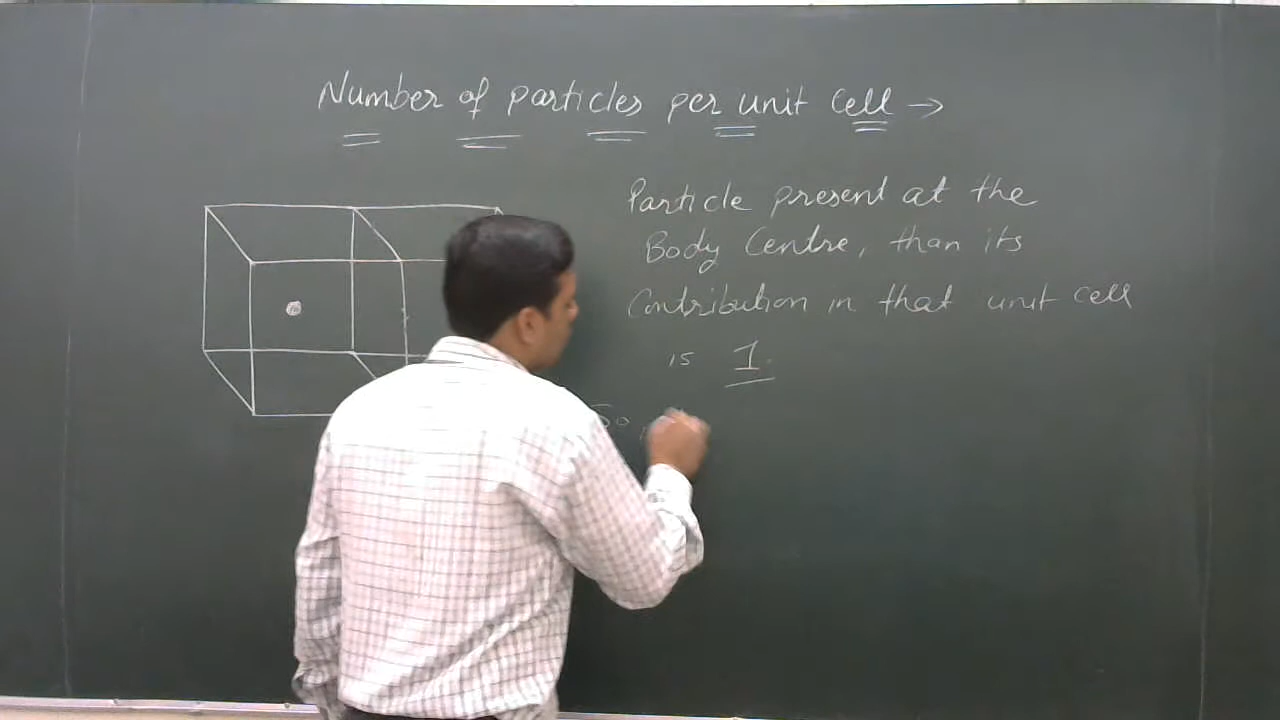 Number of particles per unit cell →
Particle present at the
Body Centre, than its
Contribution in that unit cell
is 1.
So